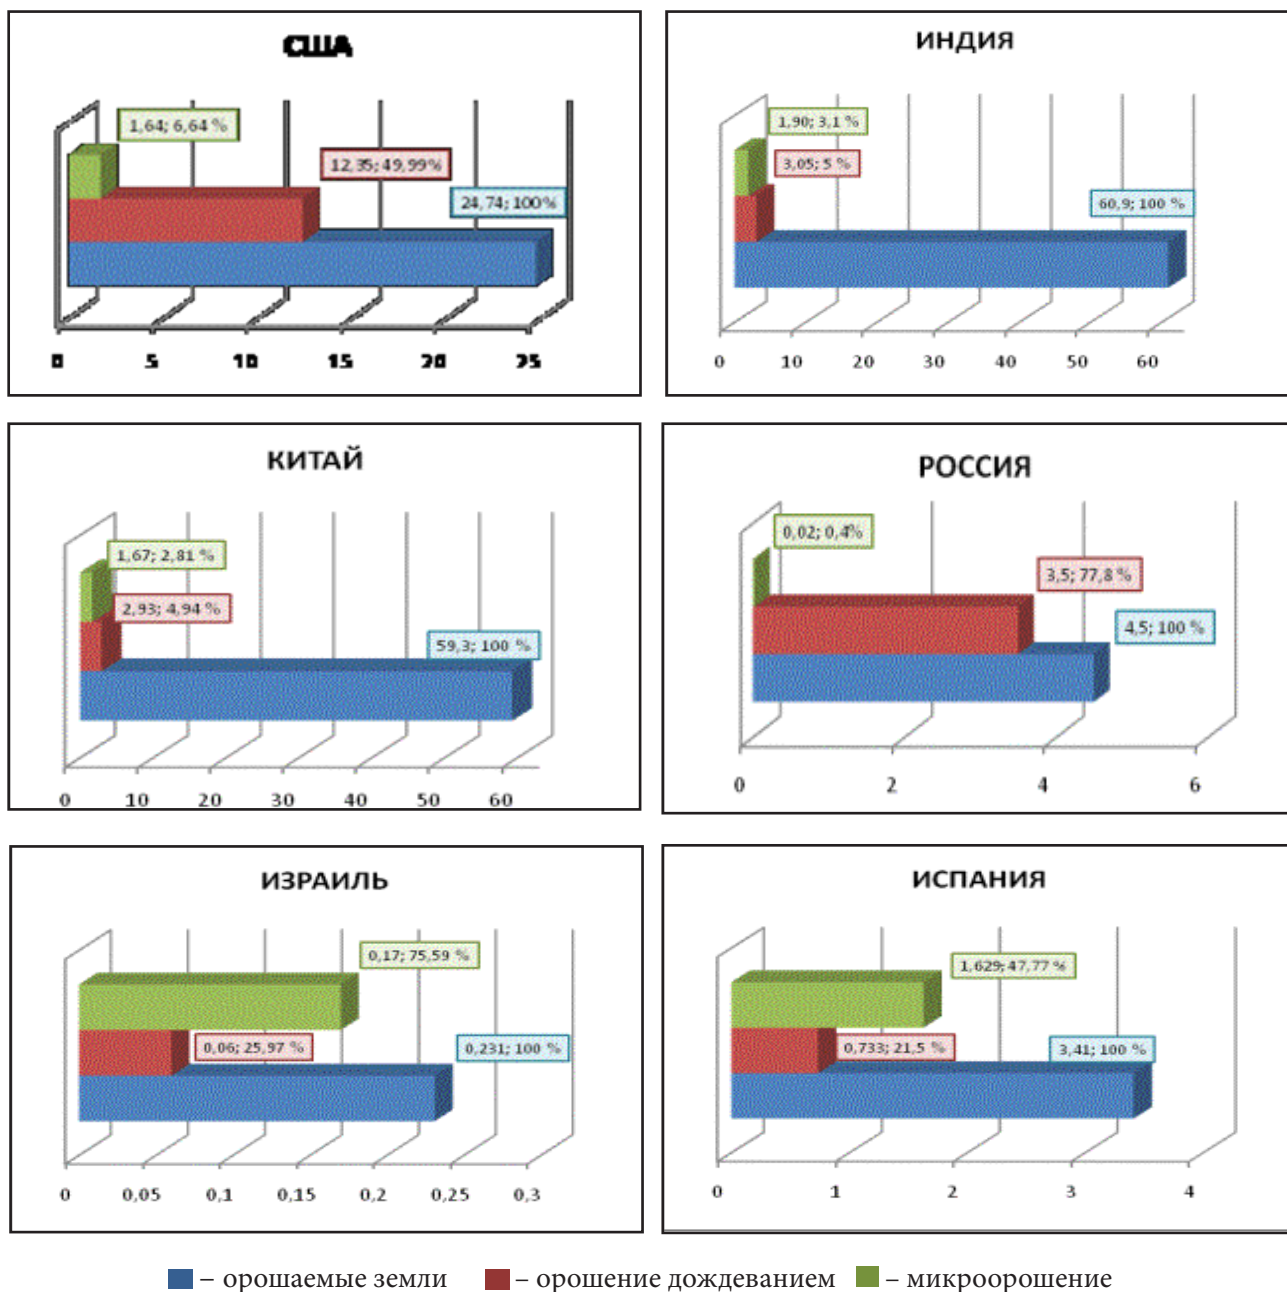 США
1,64; 6,64 %
12,35; 49,99%
24,74; 100%
0 5 10 15 20 25
ИНДИЯ
1,90; 3,1 %
3,05; 5 %
60,9; 100 %
0 10 20 30 40 50 60
КИТАЙ
1,67; 2,81 %
2,93; 4,94 %
59,3; 100 %
0 10 20 30 40 50 60
РОССИЯ
0,02; 0,4%
3,5; 77,8 %
4,5; 100 %
0 2 4 6
ИЗРАИЛЬ
0,17; 75,59 %
0,06; 25,97 %
0,231; 100 %
0 0,05 0,1 0,15 0,2 0,25 0,3
ИСПАНИЯ
1,629; 47,77 %
0,733; 21,5 %
3,41; 100 %
0 1 2 3 4
– орошаемые земли – орошение дождеванием – микроорошение